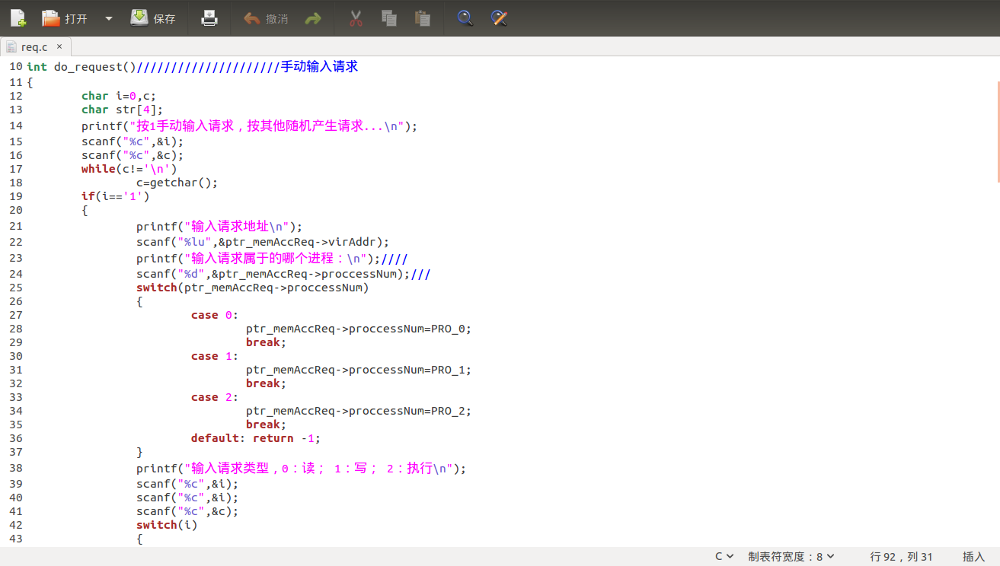 打开 保存 撤消
req.c ×
10 int do_request()/////////////////////手动输入请求
11 {
12         char i=0,c;
13         char str[4];
14         printf("按1手动输入请求，按其他随机产生请求...\n");
15         scanf("%c",&i);
16         scanf("%c",&c);
17         while(c!='\n')
18                 c=getchar();
19         if(i=='1')
20         {
21                 printf("输入请求地址\n");
22                 scanf("%lu",&ptr_memAccReq->virAddr);
23                 printf("输入请求属于的哪个进程：\n");////
24                 scanf("%d",&ptr_memAccReq->proccessNum);///
25                 switch(ptr_memAccReq->proccessNum)
26                 {
27                         case 0:
28                                 ptr_memAccReq->proccessNum=PRO_0;
29                                 break;
30                         case 1:
31                                 ptr_memAccReq->proccessNum=PRO_1;
32                                 break;
33                         case 2:
34                                 ptr_memAccReq->proccessNum=PRO_2;
35                                 break;
36                         default: return -1;
37                 }
38                 printf("输入请求类型，0：读； 1：写； 2：执行\n");
39                 scanf("%c",&i);
40                 scanf("%c",&i);
41                 scanf("%c",&c);
42                 switch(i)
43                 {
C 制表符宽度：8 行 92，列 31 插入